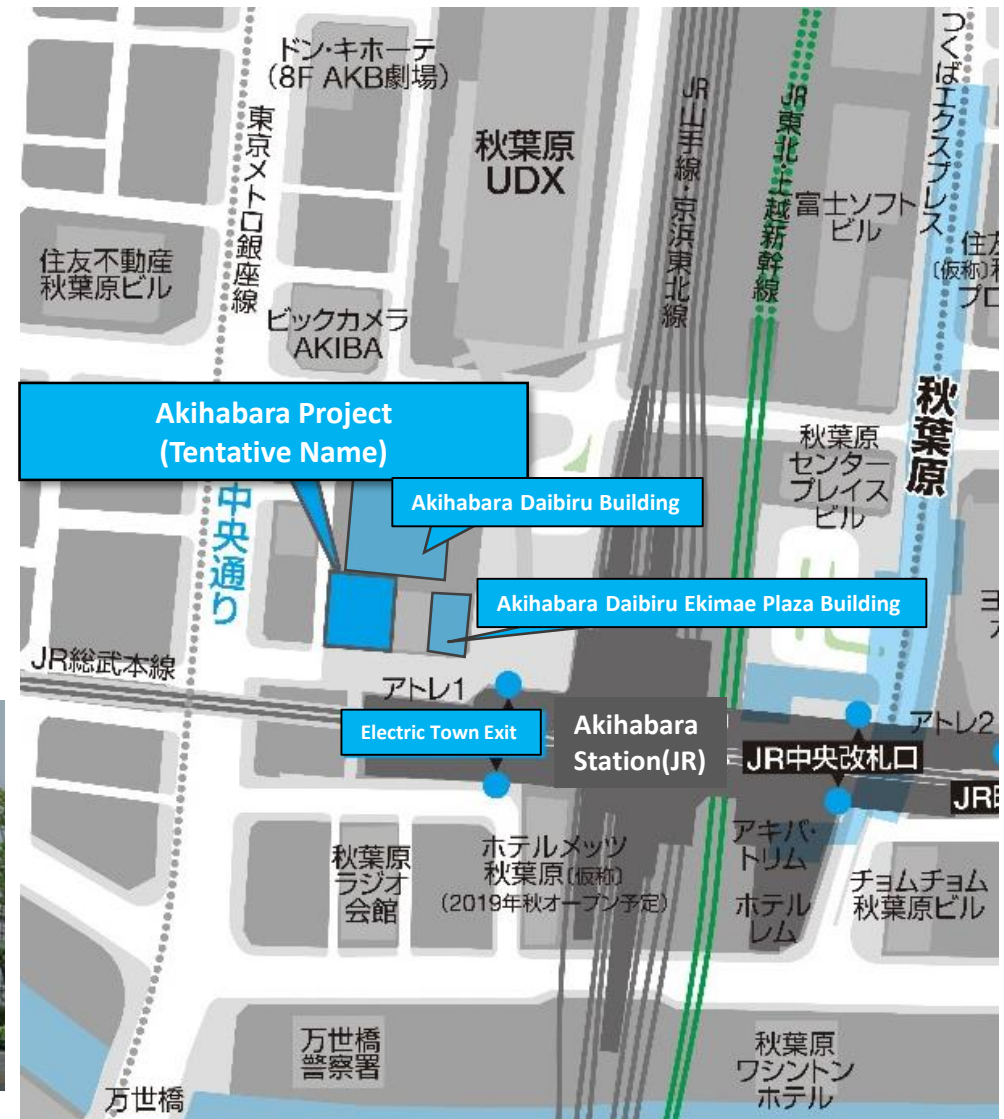 ドン・キホーテ
(8F AKB劇場)
東京メトロ銀座線
秋葉原
UDX
JR山手線・京浜東北線
JR東北・上越新幹線
つくばエクスプレス
富士ソフト
ビル
住友不動産
秋葉原ビル
ビックカメラ
AKIBA
Akihabara Project
(Tentative Name)
秋葉原
秋葉原
センター
プレイス
ビル
中央通り
Akihabara Daibiru Building
Akihabara Daibiru Ekimae Plaza Building
JR総武本線
アトレ1
Electric Town Exit
Akihabara
Station(JR)
アトレ2
JR中央改札口
秋葉原
ラジオ
会館
ホテルメッツ
秋葉原(仮称)
(2019年秋オープン予定)
アキバ・
トリム
ホテル
レム
チョムチョム
秋葉原ビル
万世橋
警察署
秋葉原
ワシントン
ホテル
万世橋